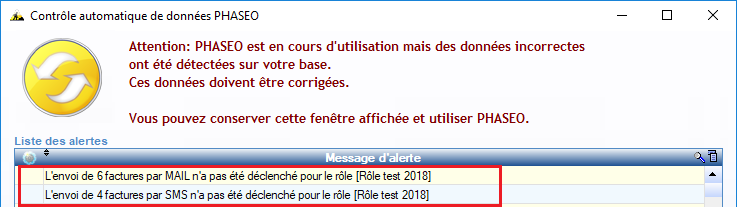 Contrôle automatique de données PHASEO
Attention: PHASEO est en cours d'utilisation mais des données incorrectes
ont été détectées sur votre base.
Ces données doivent être corrigées.
Vous pouvez conserver cette fenêtre affichée et utiliser PHASEO.
Liste des alertes
Message d'alerte
L'envoi de 6 factures par MAIL n'a pas été déclenché pour le rôle [Rôle test 2018]
L'envoi de 4 factures par SMS n'a pas été déclenché pour le rôle [Rôle test 2018]